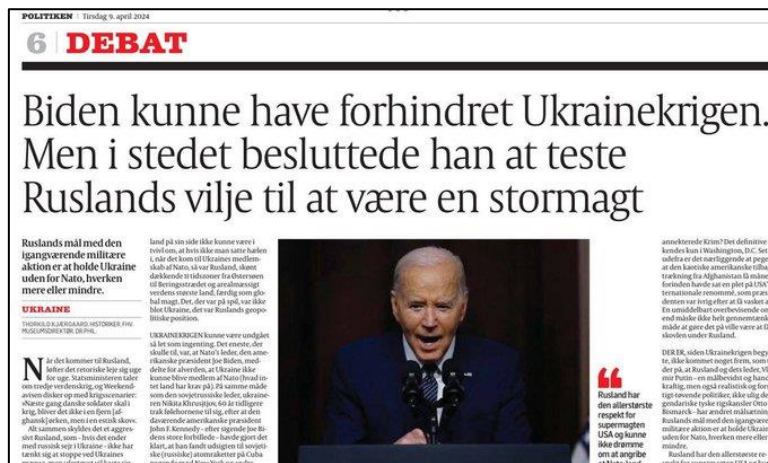 POLITIKEN Tirsdag 9. april 2024
6 DEBAT
Biden kunne have forhindret Ukrainekrigen.
Men i stedet besluttede han at teste
Ruslands vilje til at være en stormagt
Ruslands mål med den
igangværende militære
aktion er at holde Ukraine
uden for Nato, hverken
mere eller mindre.
UKRAINE
THORKILD KJÆRGAARD, HISTORIKER, FHV.
MUSEUMSDIREKTØR, DR.PHIL.
Når det kommer til Rusland,
løfter det retoriske leje sig uge
for uge. Statsministeren taler
om tredje verdenskrig, og Weekend-
avisen disker op med krigsscenarier:
»Næste gang danske soldater skal i
krig, bliver det ikke i en fjern [af-
ghansk] ørken, men i en estisk skov«.
Alt sammen skyldes det et aggres-
sivt Rusland, som – hvis det ender
med russisk sejr i Ukraine – ikke har
tænkt sig at stoppe ved Ukraines
land på sin side ikke kunne være i
tvivl om, at hvis ikke man satte hælen
i, når det kom til Ukraines medlem-
skab af Nato, så var Rusland, skønt
dækkende 11 tidszoner fra Østersøen
til Beringsstrædet og arealmæssigt
verdens største land, færdig som glo-
bal magt. Det, der var på spil, var ikke
blot Ukraine, det var Ruslands geopo-
litiske position.
UKRAINEKRIGEN kunne være undgået
så let som ingenting. Det eneste, der
skulle til, var, at Nato's leder, den ame-
rikanske præsident Joe Biden, med-
delte for alverden, at Ukraine ikke
kunne blive medlem af Nato (hvad in-
tet land har krav på). På samme måde
som den sovjetrussiske leder, ukraine-
ren Nikita Khrusjtjov, 60 år tidligere
trak følehornene til sig, efter at den
daværende amerikanske præsident
John F. Kennedy – efter sigende Joe Bi-
dens store forbillede – havde gjort det
klart, at han fandt udsigten til sovjeti-
ske (russiske) atomraketter på Cuba
Rusland har
den allerstørste
respekt for
supermagten
USA og kunne
ikke drømme
om at angribe
annekterede Krim? Det definitive
kendes kun i Washington, D.C. Set
udefra er det nærliggende at pege
at den kaotiske amerikanske tilbag
trækning fra Afghanistan få måne
forinden havde sat en plet på USA's
ternationale renommé, som præs
denten var ivrig efter at få vasket a
En umiddelbart overbevisende on
end måske ikke helt gennemtænk
måde at gøre det på ville være at få
skovlen under Rusland.
DER ER, siden Ukrainekrigen begy
te, ikke kommet noget frem, som t
der på, at Rusland og dets leder, Vl
mir Putin – en målbevidst og hand
kraftig, men også realistisk og fors
tigt tøvende politiker, ikke ulig de
gendariske tyske rigskansler Otto
Bismarck – har ændret målsætning
Ruslands mål med den igangvære
militære aktion er at holde Ukrain
uden for Nato, hverken mere eller
mindre.
Rusland har den allerstørste re-